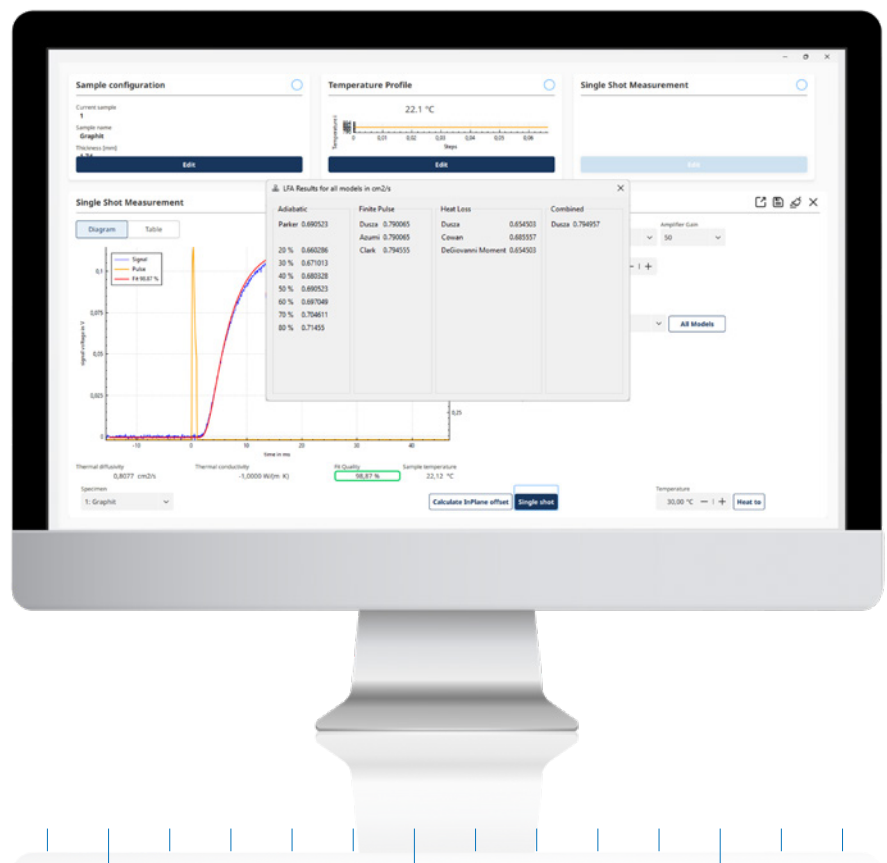 Sample configuration
Current sample
1
Sample name
Graphit
Thickness [mm]
Edit
Temperature Profile
22.1 °C
Temperature i
0 0,01 0,02 0,03 0,04 0,05 0,06
Steps
Edit
Single Shot Measurement
Edit
Single Shot Measurement
Diagram Table
Signal
Pulse
Fit 98.87 %
signal voltage in V
0,1
0,075
0,05
0,025
0
-10 0 10 20 30 40
time in ms
0,25
LFA Results for all models in cm2/s
Adiabatic
Parker 0.690523
20 % 0.660286
30 % 0.671013
40 % 0.680328
50 % 0.690523
60 % 0.697049
70 % 0.704611
80 % 0.71455
Finite Pulse
Dusza 0.790065
Azumi 0.790065
Clark 0.794555
Heat Loss
Dusza 0.654503
Cowan 0.685557
DeGiovanni Moment 0.654503
Combined
Dusza 0.794957
Amplifier Gain
50
All Models
Thermal diffusivity
0,8077 cm2/s
Thermal conductivity
-1,0000 W/(m K)
Fit Quality
98,87 %
Sample temperature
22,12 °C
Specimen
1: Graphit
Calculate InPlane offset
Single shot
Temperature
30,00 °C
Heat to